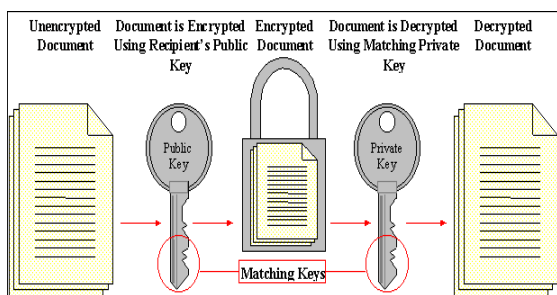 Unencrypted
Document
Document is Encrypted
Using Recipient's Public
Key
Encrypted
Document
Document is Decrypted
Using Matching Private
Key
Decrypted
Document
Public
Key
Private
Key
Matching Keys